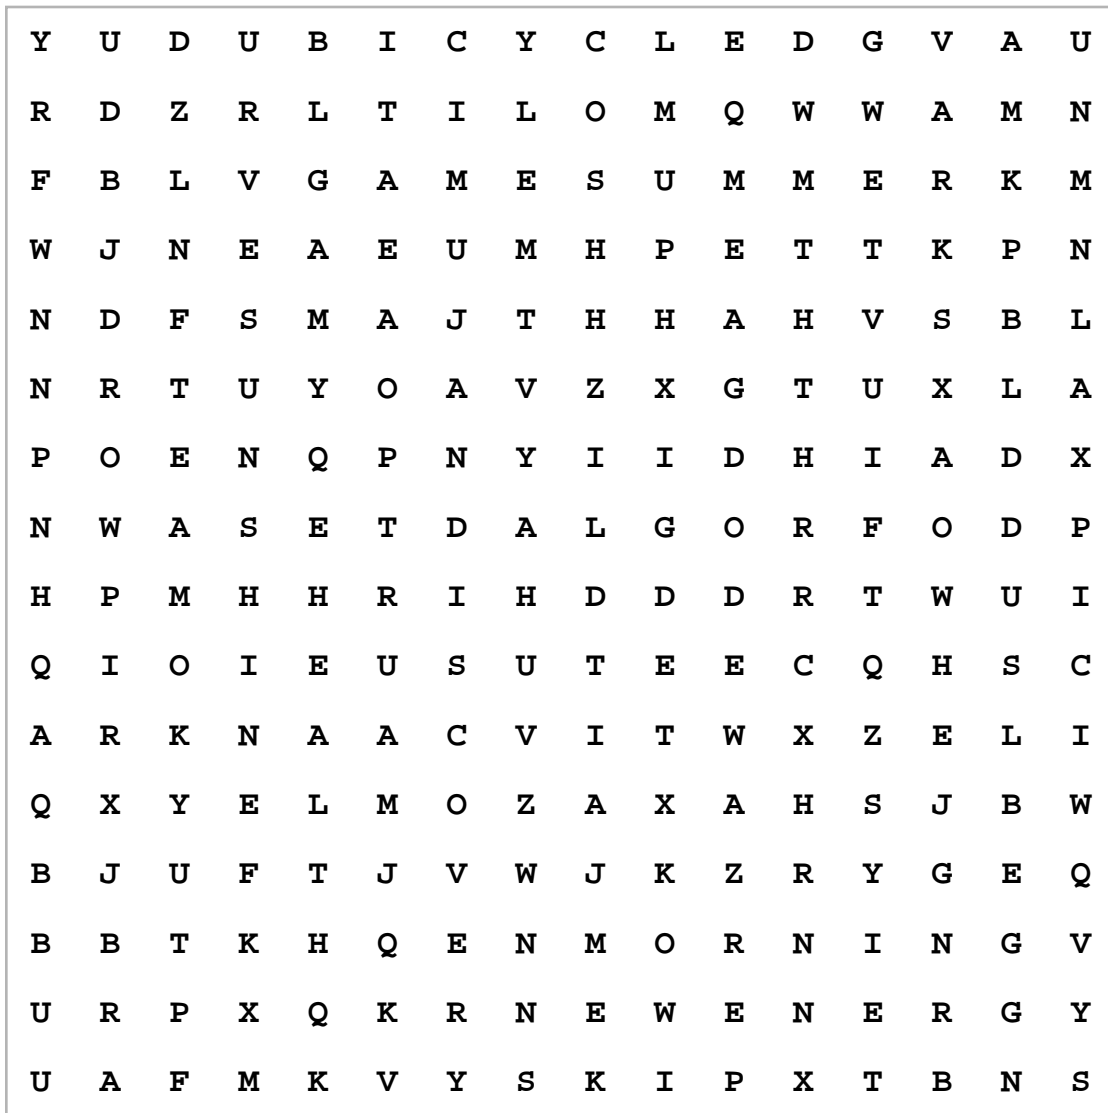 Y U D U B I C Y C L E D G V A U
R D Z R L T I L O M Q W W A M N
F B L V G A M E S U M M E R K M
W J N E A E U M H P E T T K P N
N D F S M A J T H H A H V S B L
N R T U Y O A V Z X G T U X L A
P O E N Q P N Y I I D H I A D X
N W A S E T D A L G O R F O D P
H P M H H R I H D D D R T W U I
Q I O I E U S U T E E C Q H S C
A R K N A A C V I T W X Z E L I
Q X Y E L M O Z A X A H S J B W
B J U F T J V W J K Z R Y G E Q
B B T K H Q E N M O R N I N G V
U R P X Q K R N E W E N E R G Y
U A F M K V Y S K I P X T B N S